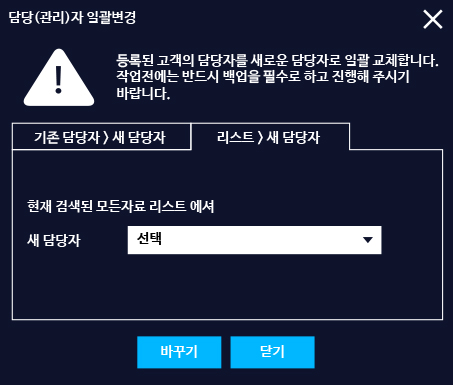 담당(관리)자 일괄변경
등록된 고객의 담당자를 새로운 담당자로 일괄 교체합니다.
작업전에는 반드시 백업을 필수로 하고 진행해 주시기
바랍니다.
기존 담당자 > 새 담당자
리스트 > 새 담당자
현재 검색된 모든자료 리스트 에셔
새 담당자
선택
바꾸기
닫기